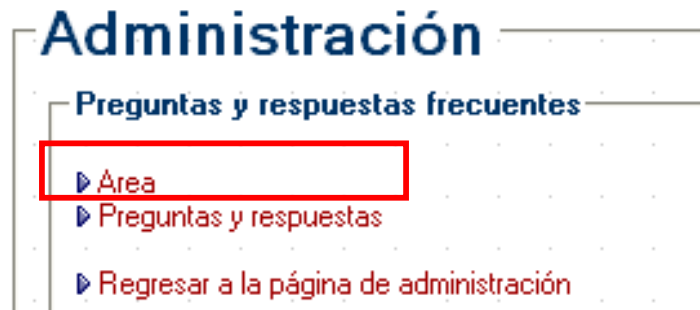 Administración
Preguntas y respuestas frecuentes
Area
Preguntas y respuestas
Regresar a la página de administración